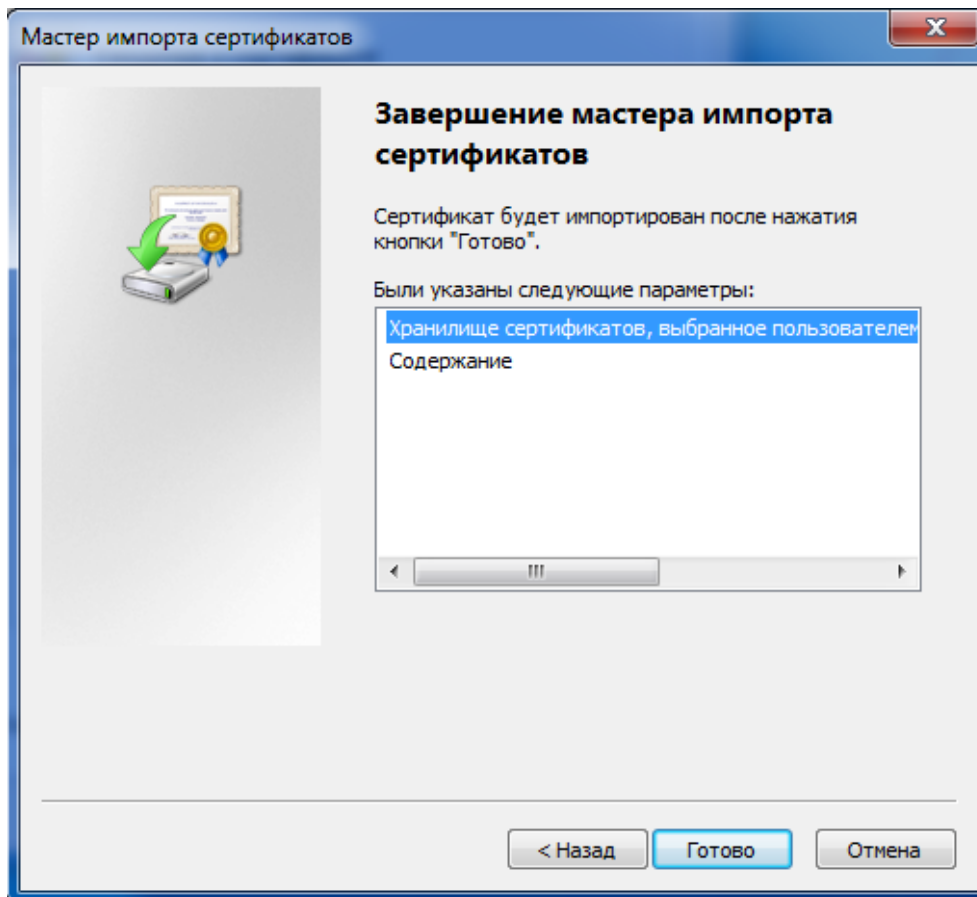 Мастер импорта сертификатов
Завершение мастера импорта
сертификатов
Сертификат будет импортирован после нажатия
кнопки "Готово".
Были указаны следующие параметры:
Хранилище сертификатов, выбранное пользователем
Содержание
< Назад
Готово
Отмена